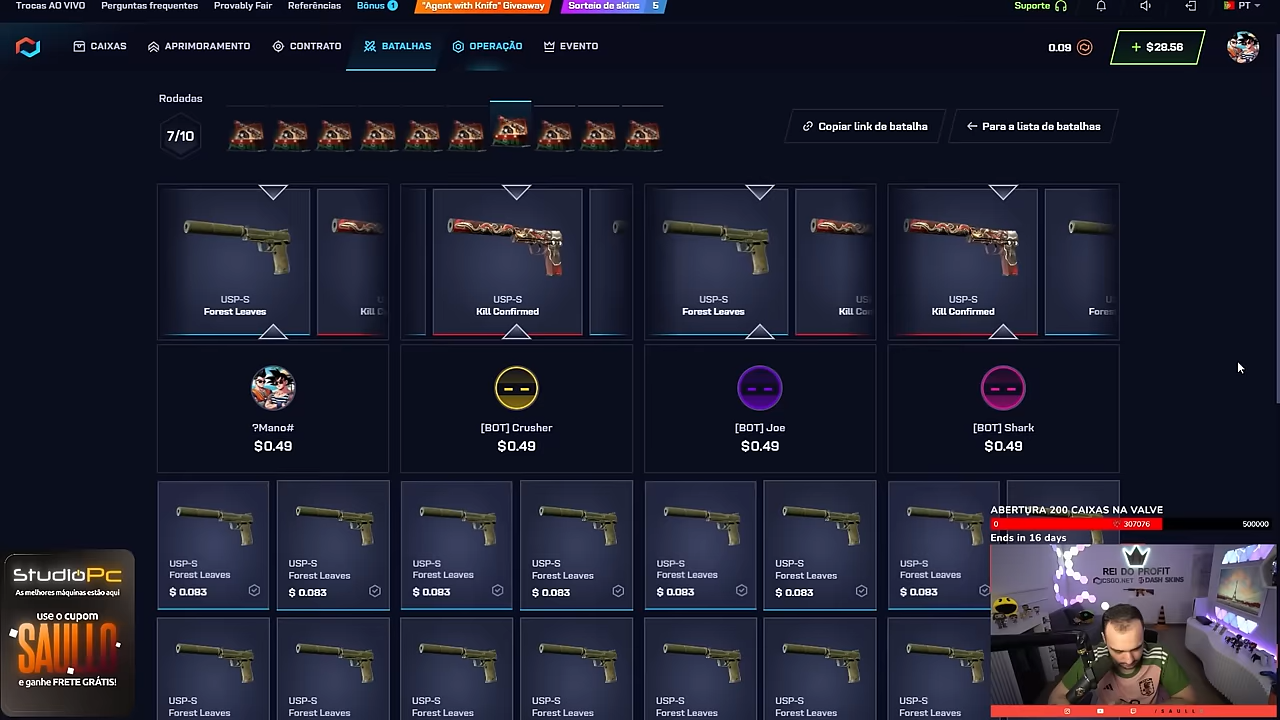 Trocas AO VIVO Perguntas frequentes Provably Fair Referências Bônus 1 "Agent with Knife" Giveaway Sorteio de skins 5 Suporte PT
CAIXAS APRIMORAMENTO CONTRATO BATALHAS OPERAÇÃO EVENTO 0.09 + $28.56
Rodadas
7/10
Copiar link de batalha Para a lista de batalhas
USP-S USP-S USP-S USP-S
Forest Leaves Kill Confirmed Forest Leaves Kill Confirmed
?Mano# [BOT] Crusher [BOT] Joe [BOT] Shark
$0.49 $0.49 $0.49 $0.49
USP-S USP-S USP-S USP-S USP-S USP-S USP-S
Forest Leaves Forest Leaves Forest Leaves Forest Leaves Forest Leaves Forest Leaves Forest Leaves
$ 0.083 $ 0.083 $ 0.083 $ 0.083 $ 0.083 $ 0.083 $ 0.083
USP-S USP-S USP-S USP-S USP-S USP-S USP-S
Forest Leaves Forest Leaves Forest Leaves Forest Leaves Forest Leaves Forest Leaves Forest Leaves
StudioPc
As melhores máquinas estão aqui
USE O CUPOM
SAULLO
e ganhe FRETE GRÁTIS!
ABERTURA 200 CAIXAS NA VALVE
0 307076 500000
Ends in 16 days
REI DO PROFIT
CSGO.NET DASH SKINS